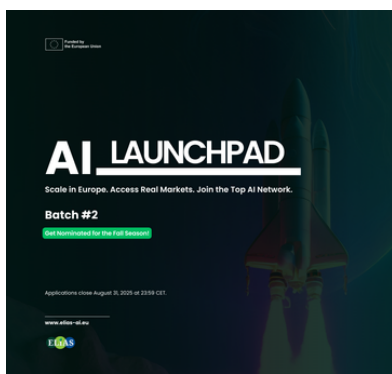 Funded by
the European Union
AI LAUNCHPAD
Scale in Europe. Access Real Markets. Join the Top AI Network.
Batch #2
Get Nominated for the Fall Season!
Applications close August 31, 2025 at 23:59 CET.
www.elias-ai.eu
ELIAS